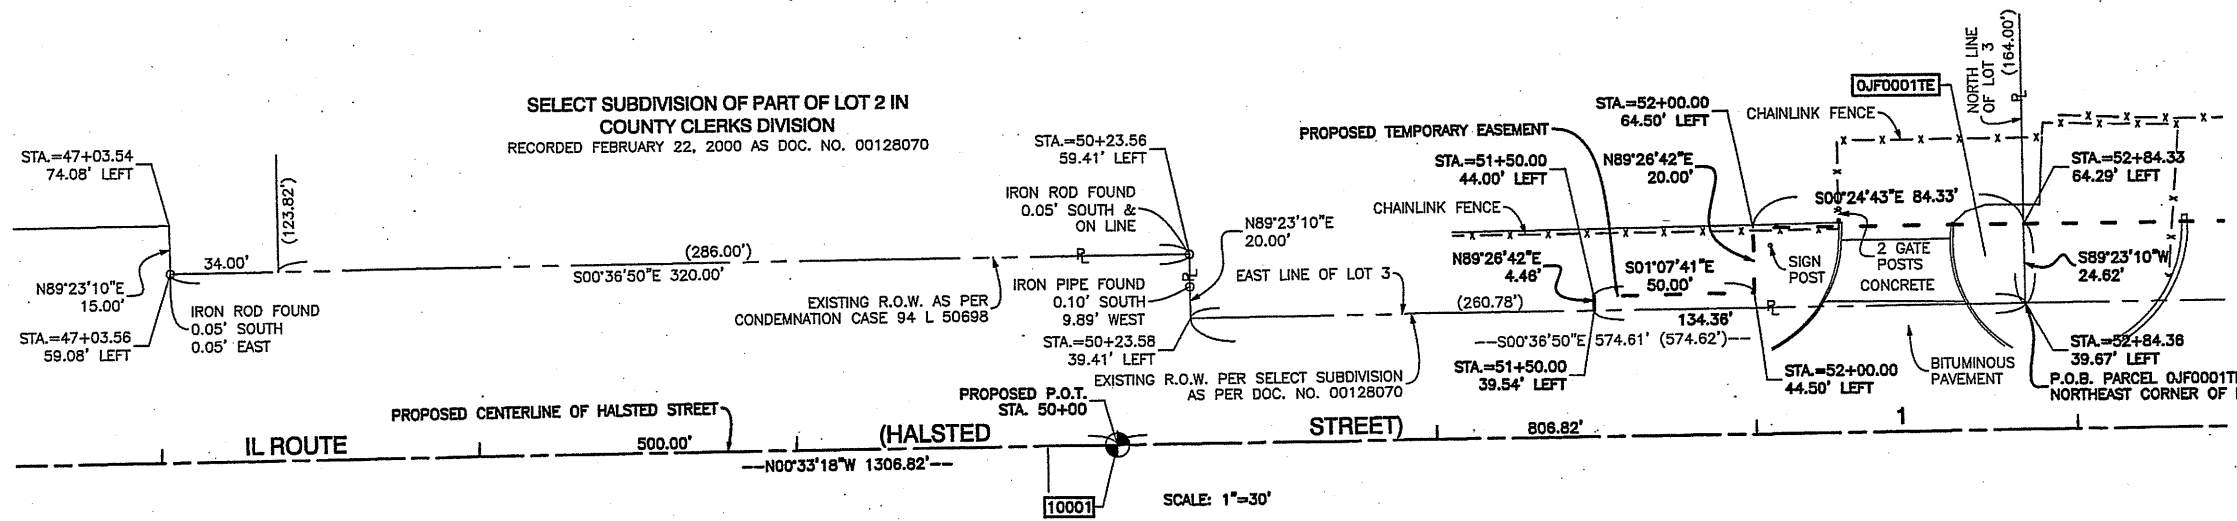 SELECT SUBDIVISION OF PART OF LOT 2 IN
COUNTY CLERKS DIVISION
RECORDED FEBRUARY 22, 2000 AS DOC. NO. 00128070
STA.=47+03.54
74.08' LEFT
(123.82')
34.00'
N89°23'10"E
15.00'
IRON ROD FOUND
0.05' SOUTH
0.05' EAST
STA.=47+03.56
59.08' LEFT
(286.00')
S00°36'50"E 320.00'
EXISTING R.O.W. AS PER
CONDEMNATION CASE 94 L 50698
STA.=50+23.56
59.41' LEFT
IRON ROD FOUND
0.05' SOUTH &
ON LINE
PL
PL
N89°23'10"E
20.00'
IRON PIPE FOUND
0.10' SOUTH
9.89' WEST
STA.=50+23.58
39.41' LEFT
EAST LINE OF LOT 3
(260.78')
EXISTING R.O.W. PER SELECT SUBDIVISION
AS PER DOC. NO. 00128070
PROPOSED TEMPORARY EASEMENT
STA.=51+50.00
44.00' LEFT
CHAINLINK FENCE
N89°26'42"E
4.46'
STA.=52+00.00
64.50' LEFT
N89°26'42"E
20.00'
S01°07'41"E
50.00'
134.36'
PL
---S00°36'50"E 574.61' (574.62')---
STA.=51+50.00
39.54' LEFT
STA.=52+00.00
44.50' LEFT
0JF0001TE
CHAINLINK FENCE
NORTH LINE
OF LOT 3
(164.00')
PL
STA.=52+84.33
64.29' LEFT
S00°24'43"E 84.33'
SIGN
POST
2 GATE
POSTS
CONCRETE
S89°23'10"W
24.62'
BITUMINOUS
PAVEMENT
STA.=52+84.36
39.67' LEFT
P.O.B. PARCEL 0JF0001TE
NORTHEAST CORNER OF
PROPOSED CENTERLINE OF HALSTED STREET
PROPOSED P.O.T.
STA. 50+00
IL ROUTE 500.00' (HALSTED STREET) 806.82' 1
---N00°33'18"W 1306.82'---
10001
SCALE: 1"=30'